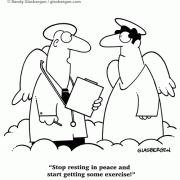 © Randy Glasbergen / glasbergen.com
GLASBERGEN
"Stop resting in peace and
start getting some exercise!"